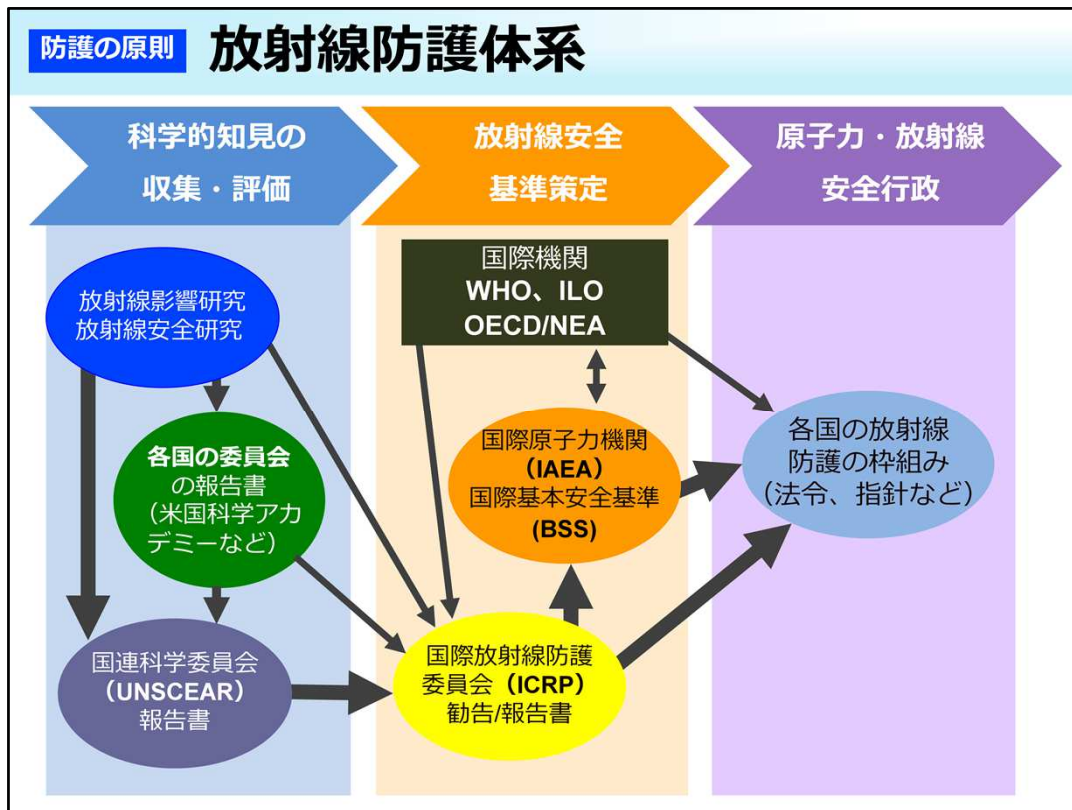 防護の原則
放射線防護体系
科学的知見の
収集・評価
放射線安全
基準策定
原子力・放射線
安全行政
放射線影響研究
放射線安全研究
各国の委員会
の報告書
（米国科学アカ
デミーなど）
国連科学委員会
（UNSCEAR）
報告書
国際機関
WHO、ILO
OECD/NEA
国際原子力機関
（IAEA）
国際基本安全基準
(BSS)
国際放射線防護
委員会（ICRP）
勧告/報告書
各国の放射線
防護の枠組み
（法令、指針など）